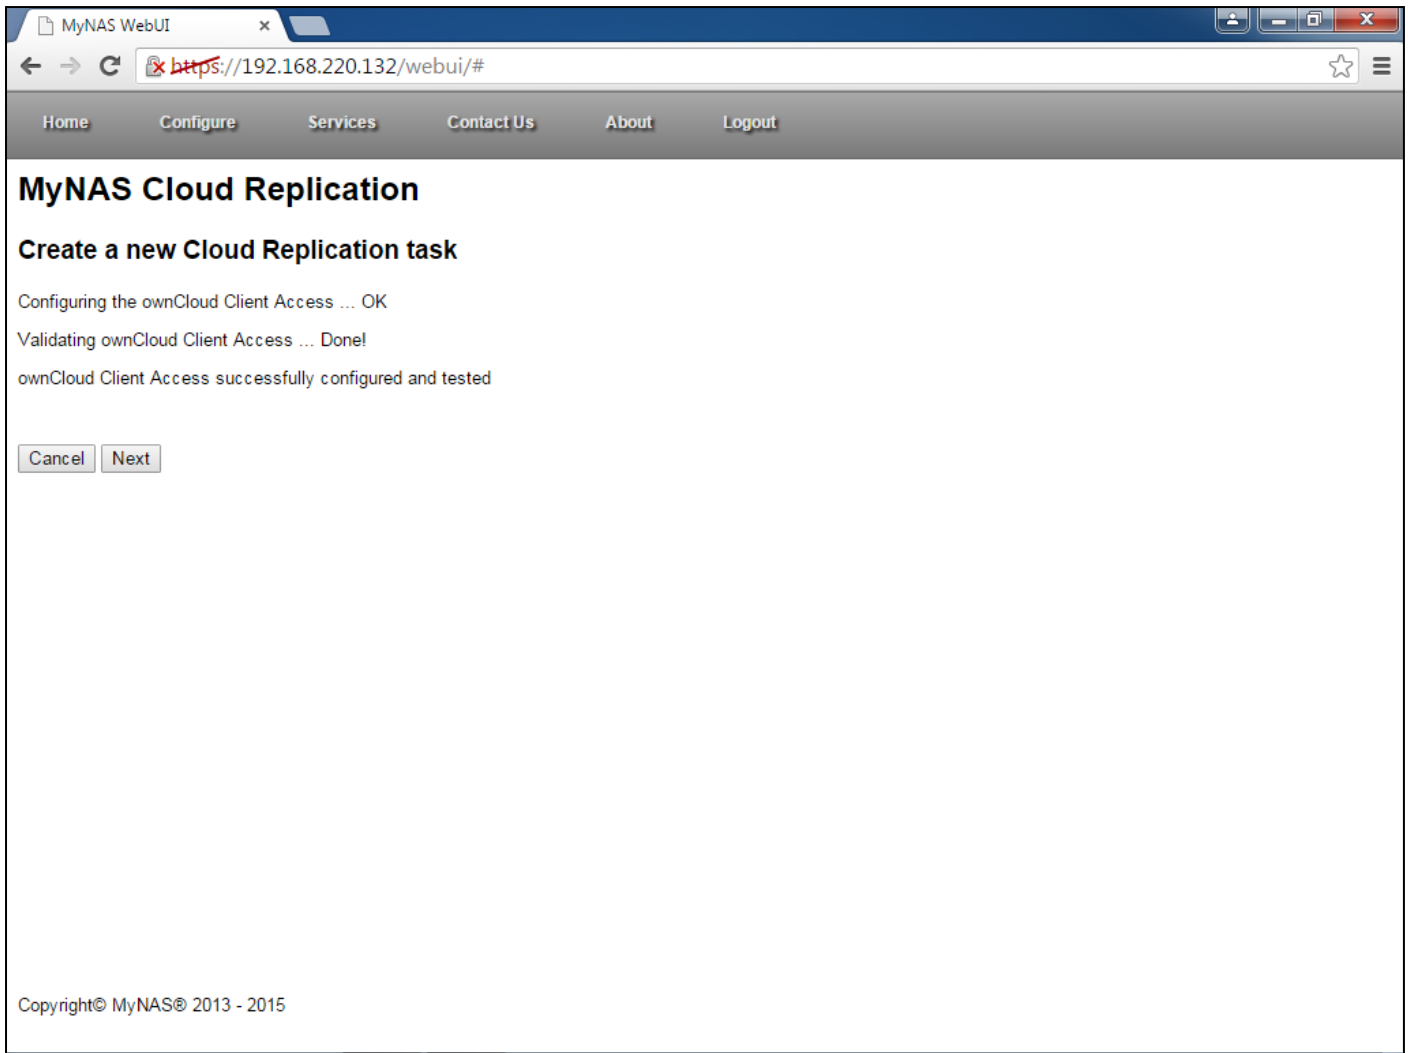 MyNAS WebUI
https://192.168.220.132/webui/#
Home Configure Services Contact Us About Logout
MyNAS Cloud Replication
Create a new Cloud Replication task
Configuring the ownCloud Client Access ... OK
Validating ownCloud Client Access ... Done!
ownCloud Client Access successfully configured and tested
Cancel Next
Copyright© MyNAS® 2013 - 2015